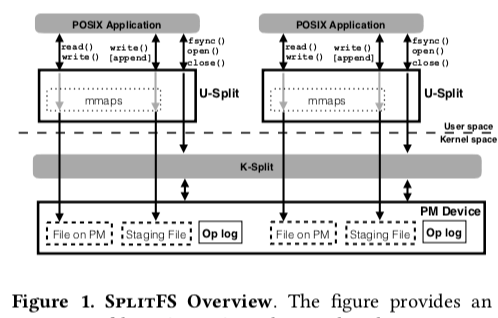 POSIX Application POSIX Application
read() write() fsync() read() write() fsync()
write() [append] open() write() [append] open()
close() close()
U-Split U-Split
mmaps mmaps
User space
Kernel space
K-Split
PM Device
File on PM Staging File Op log File on PM Staging File Op log
Figure 1. SPLITFS Overview. The figure provides an